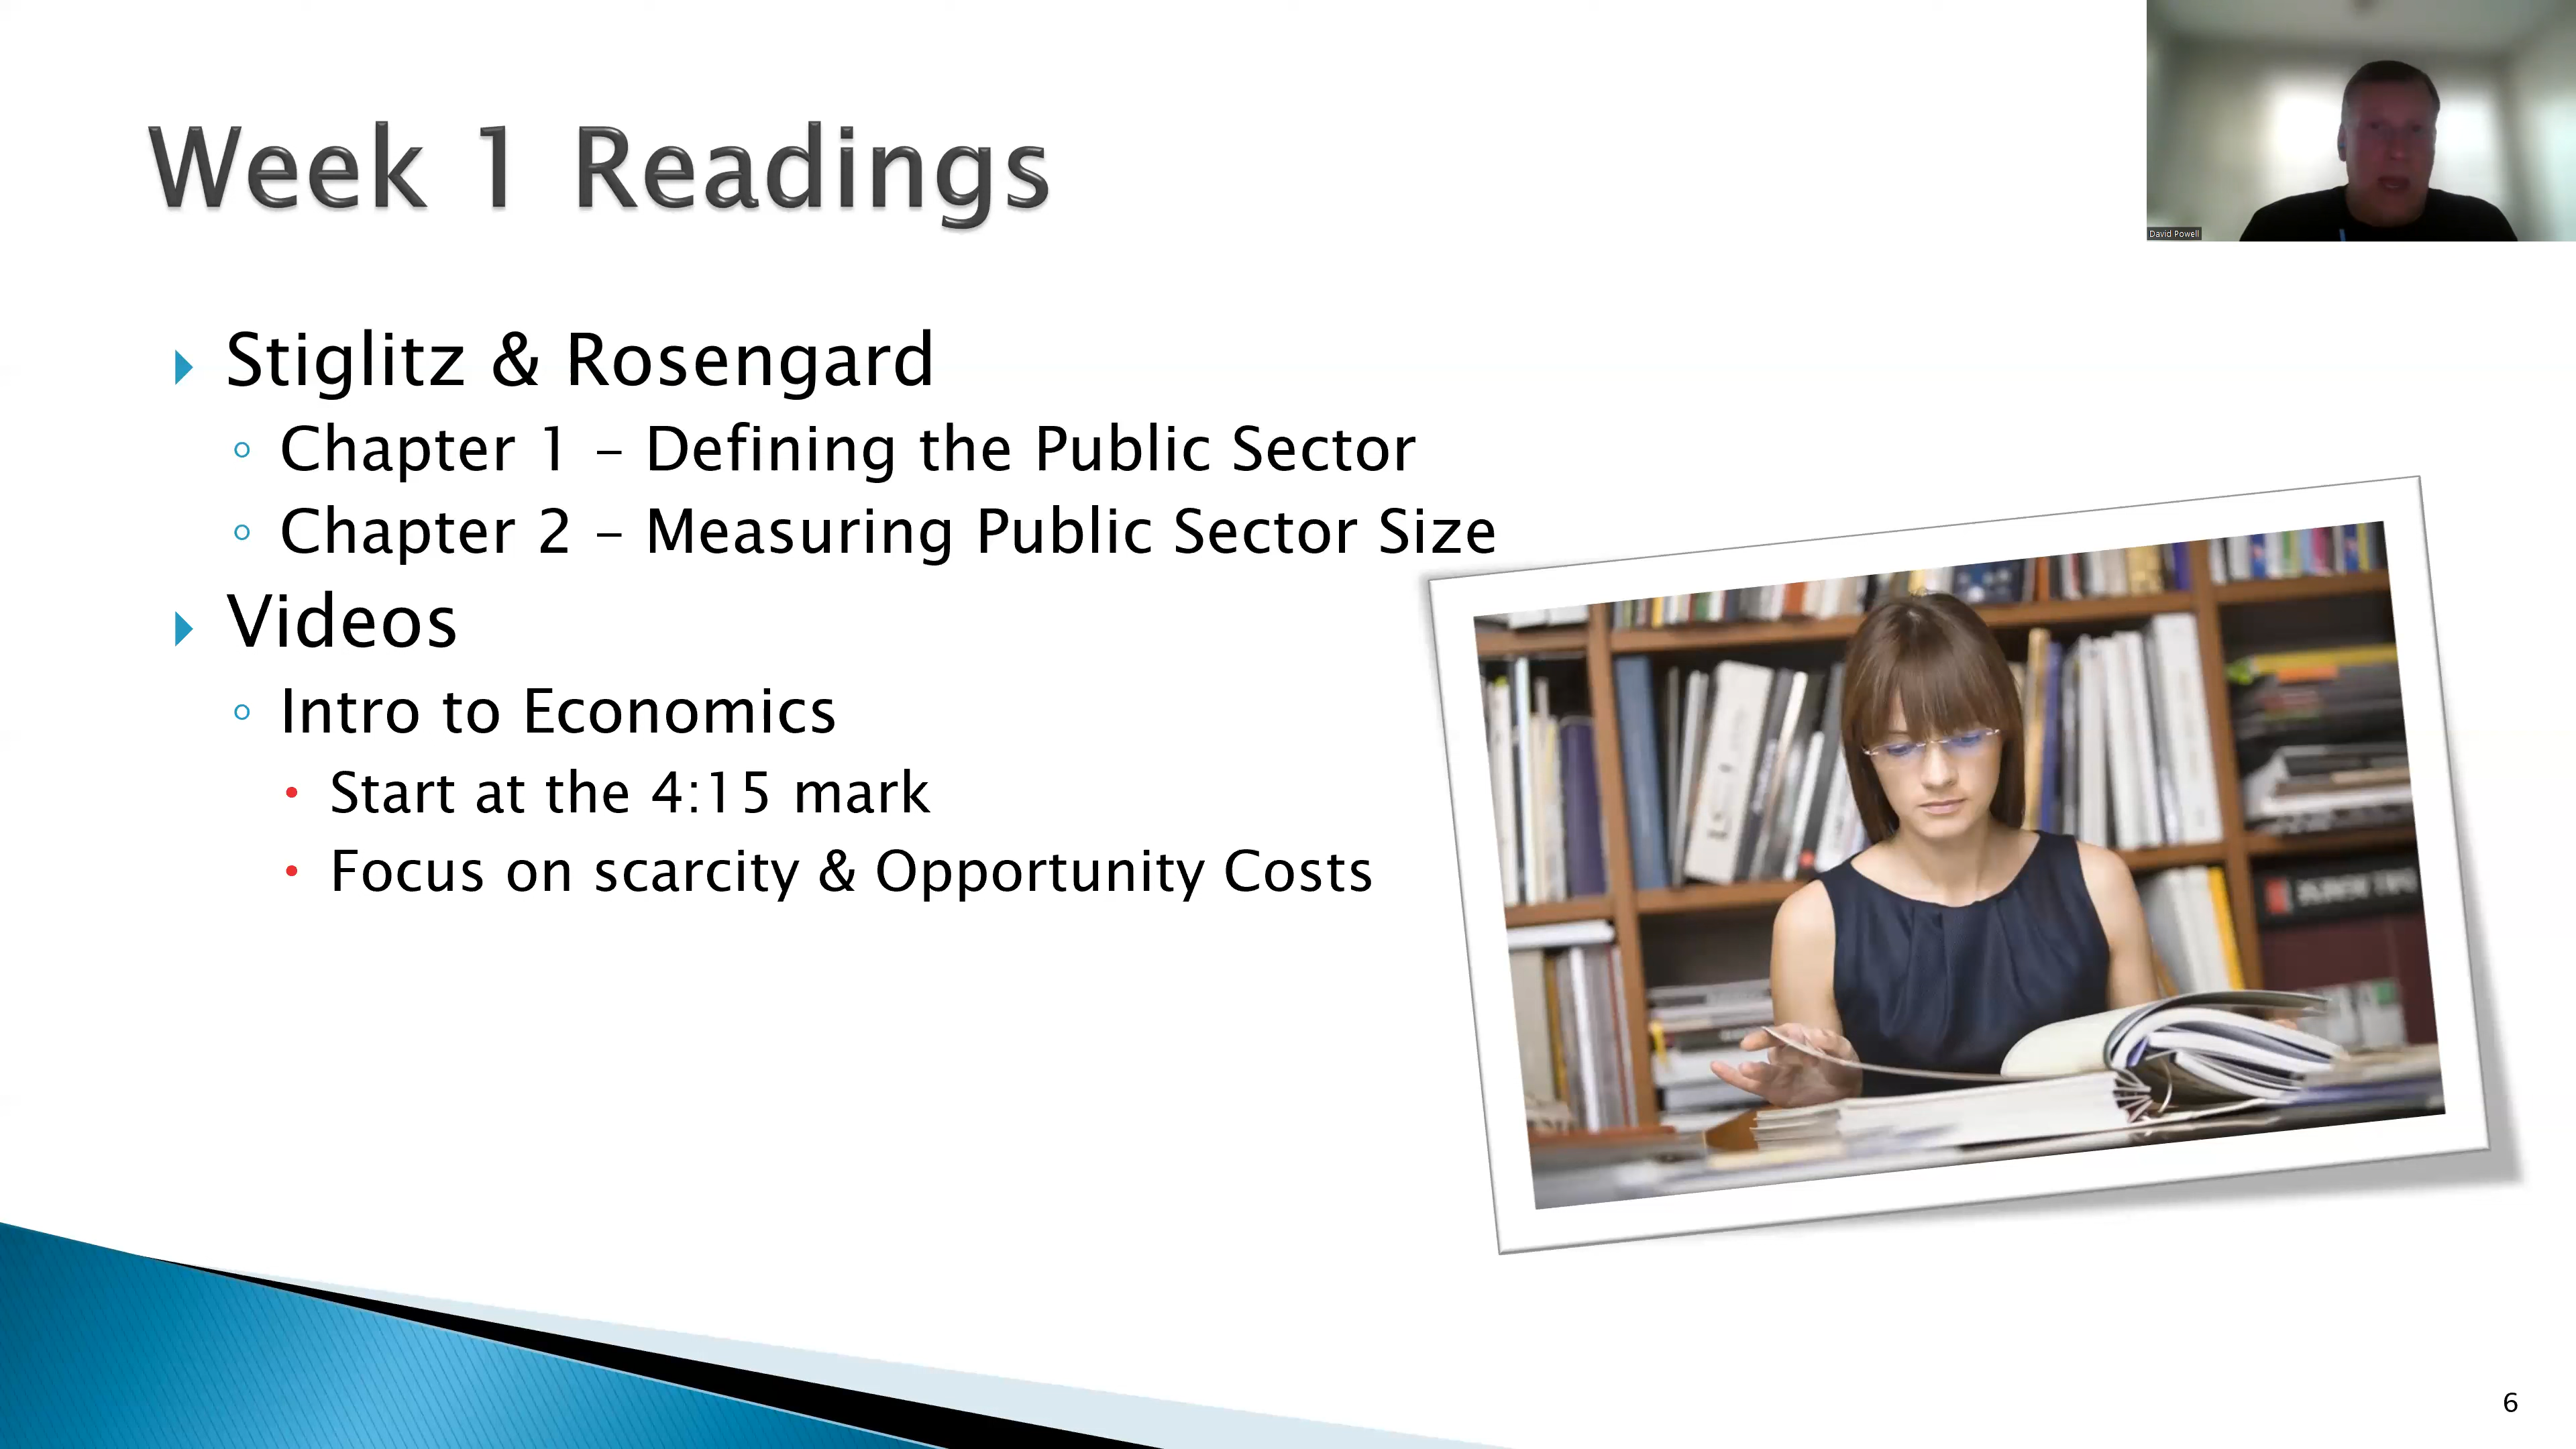 David Powell
Week 1 Readings
Stiglitz & Rosengard
Chapter 1 – Defining the Public Sector
Chapter 2 – Measuring Public Sector Size
Videos
Intro to Economics
Start at the 4:15 mark
Focus on scarcity & Opportunity Costs
6